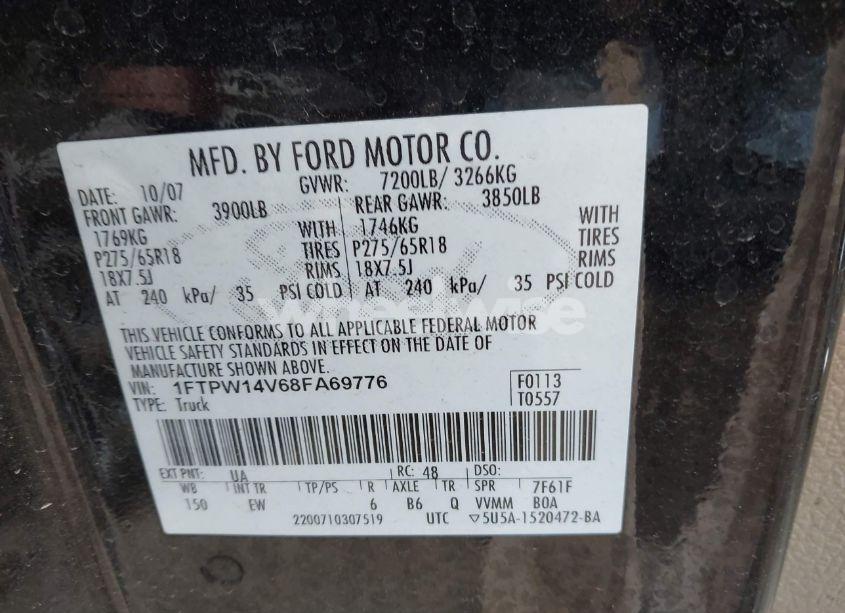 MFD. BY FORD MOTOR CO.
DATE: 10/07 GVWR: 7200LB/ 3266KG
FRONT GAWR: 3900LB REAR GAWR: 3850LB
1769KG WITH 1746KG WITH
P275/65R18 TIRES P275/65R18 TIRES
18X7.5J RIMS 18X7.5J RIMS
AT 240 kPa/ 35 PSI COLD AT 240 kPa/ 35 PSI COLD
wheelwise
THIS VEHICLE CONFORMS TO ALL APPLICABLE FEDERAL MOTOR
VEHICLE SAFETY STANDARDS IN EFFECT ON THE DATE OF
MANUFACTURE SHOWN ABOVE.
VIN: 1FTPW14V68FA69776 F0113
TYPE: Truck T0557
EXT PNT: UA RC: 48 DSO:
WB INT TR TP/PS R AXLE TR SPR 7F61F
150 EW 6 B6 Q VVMM BOA
2200710307519 UTC ▽5U5A-1520472-BA